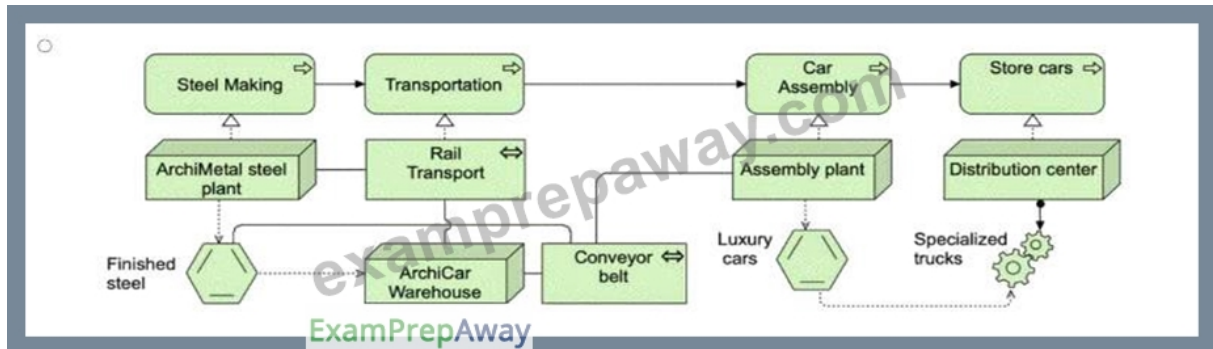 Steel Making
Transportation
Car
Assembly
Store cars
ArchiMetal steel
plant
Rail
Transport
Assembly plant
Distribution center
Finished
steel
ArchiCar
Warehouse
Conveyor
belt
Luxury
cars
Specialized
trucks
examprepaway.com
ExamPrepAway